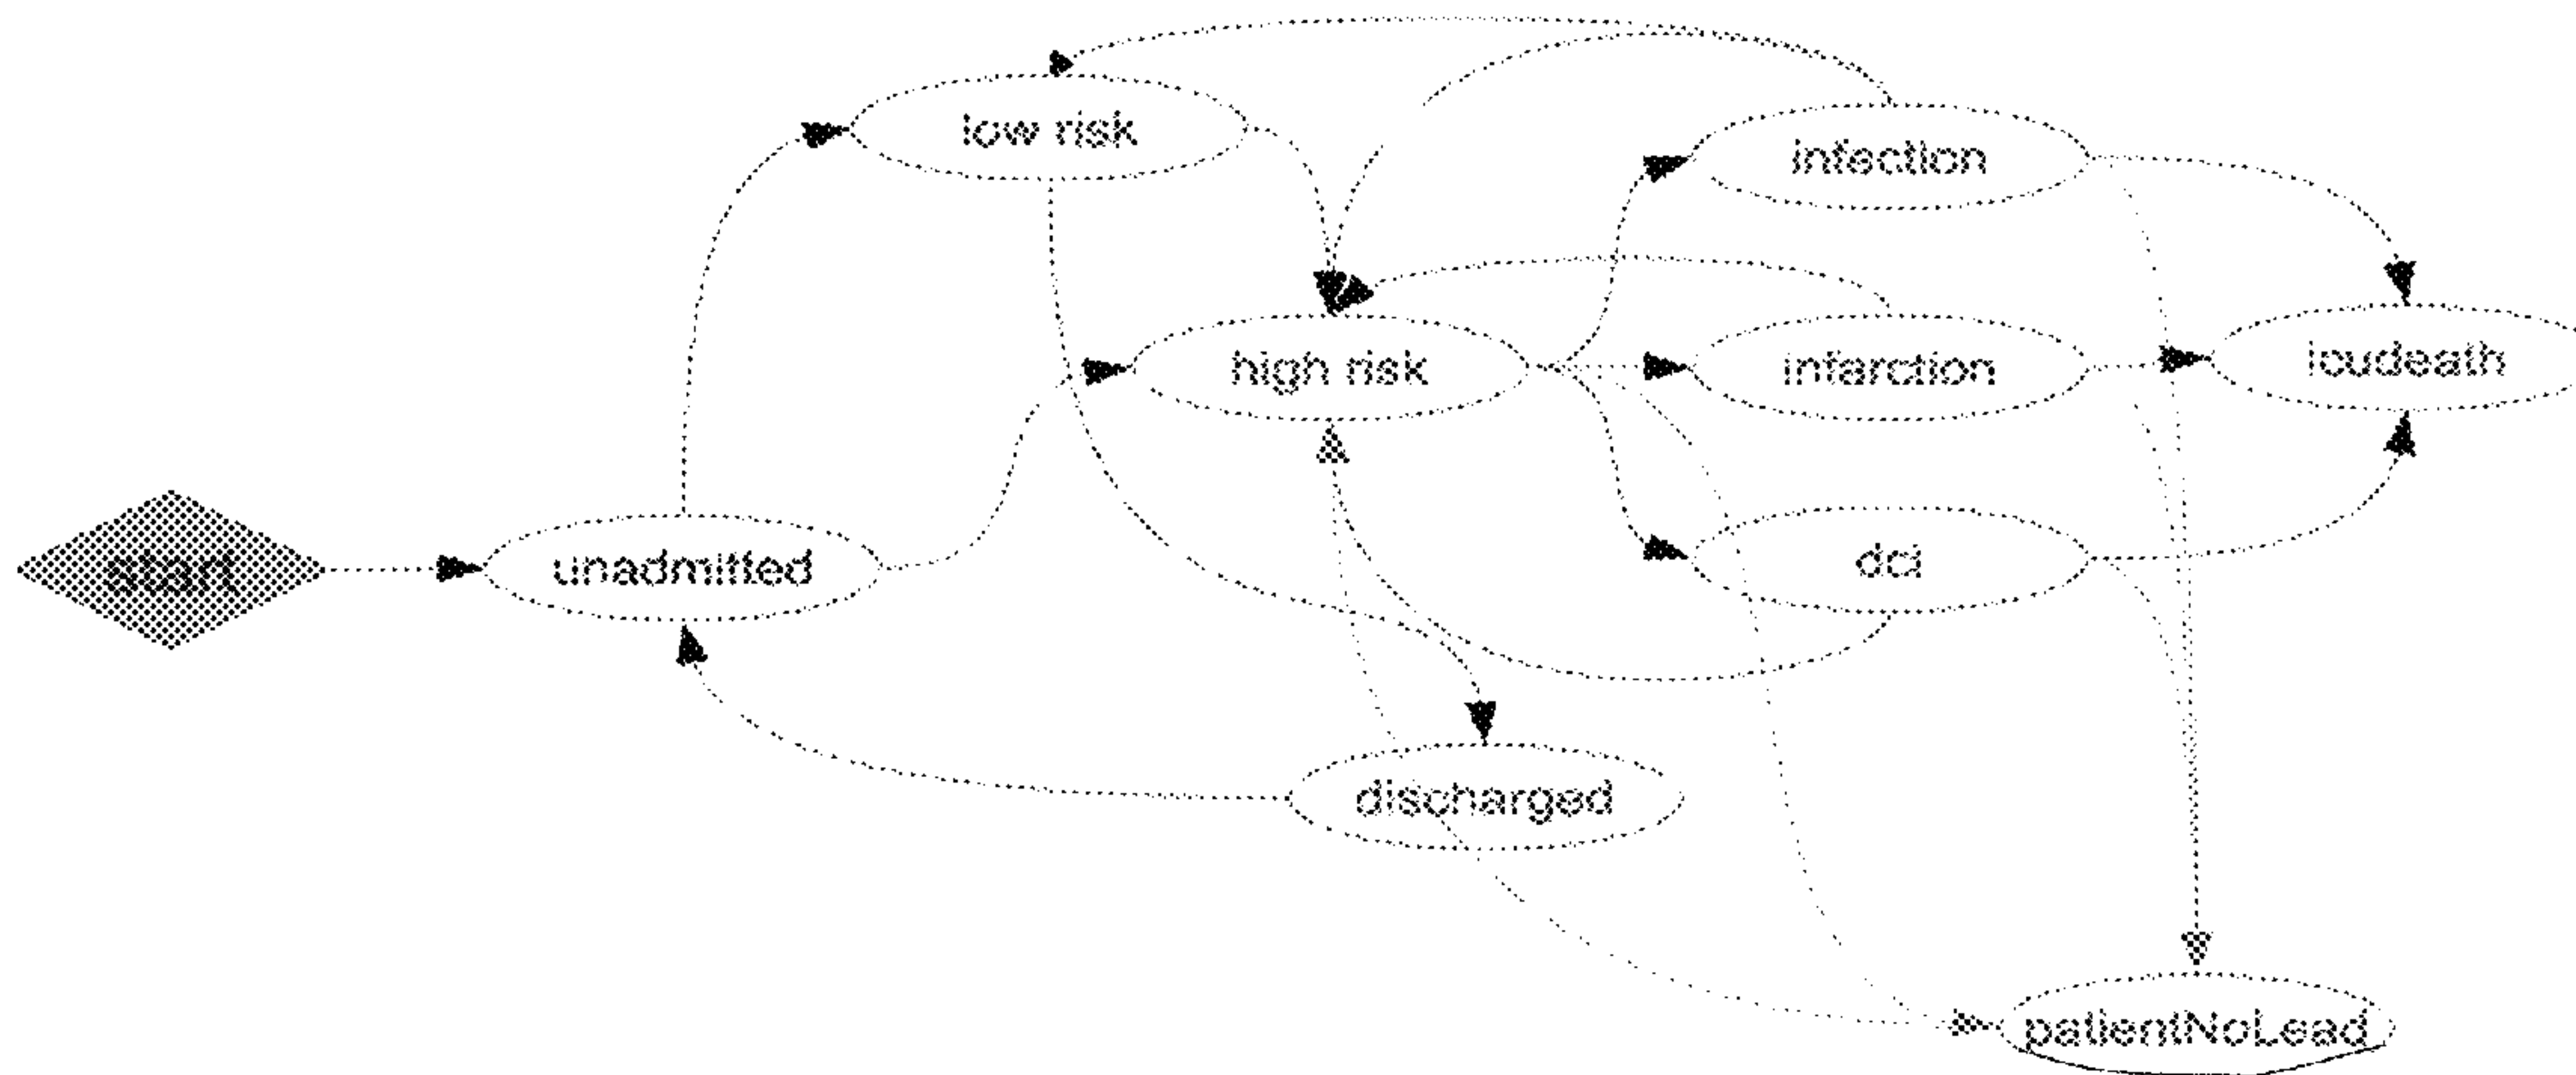 start
unadmitted
low risk
high risk
infection
infarction
dci
icudeath
discharged
patientNoLead